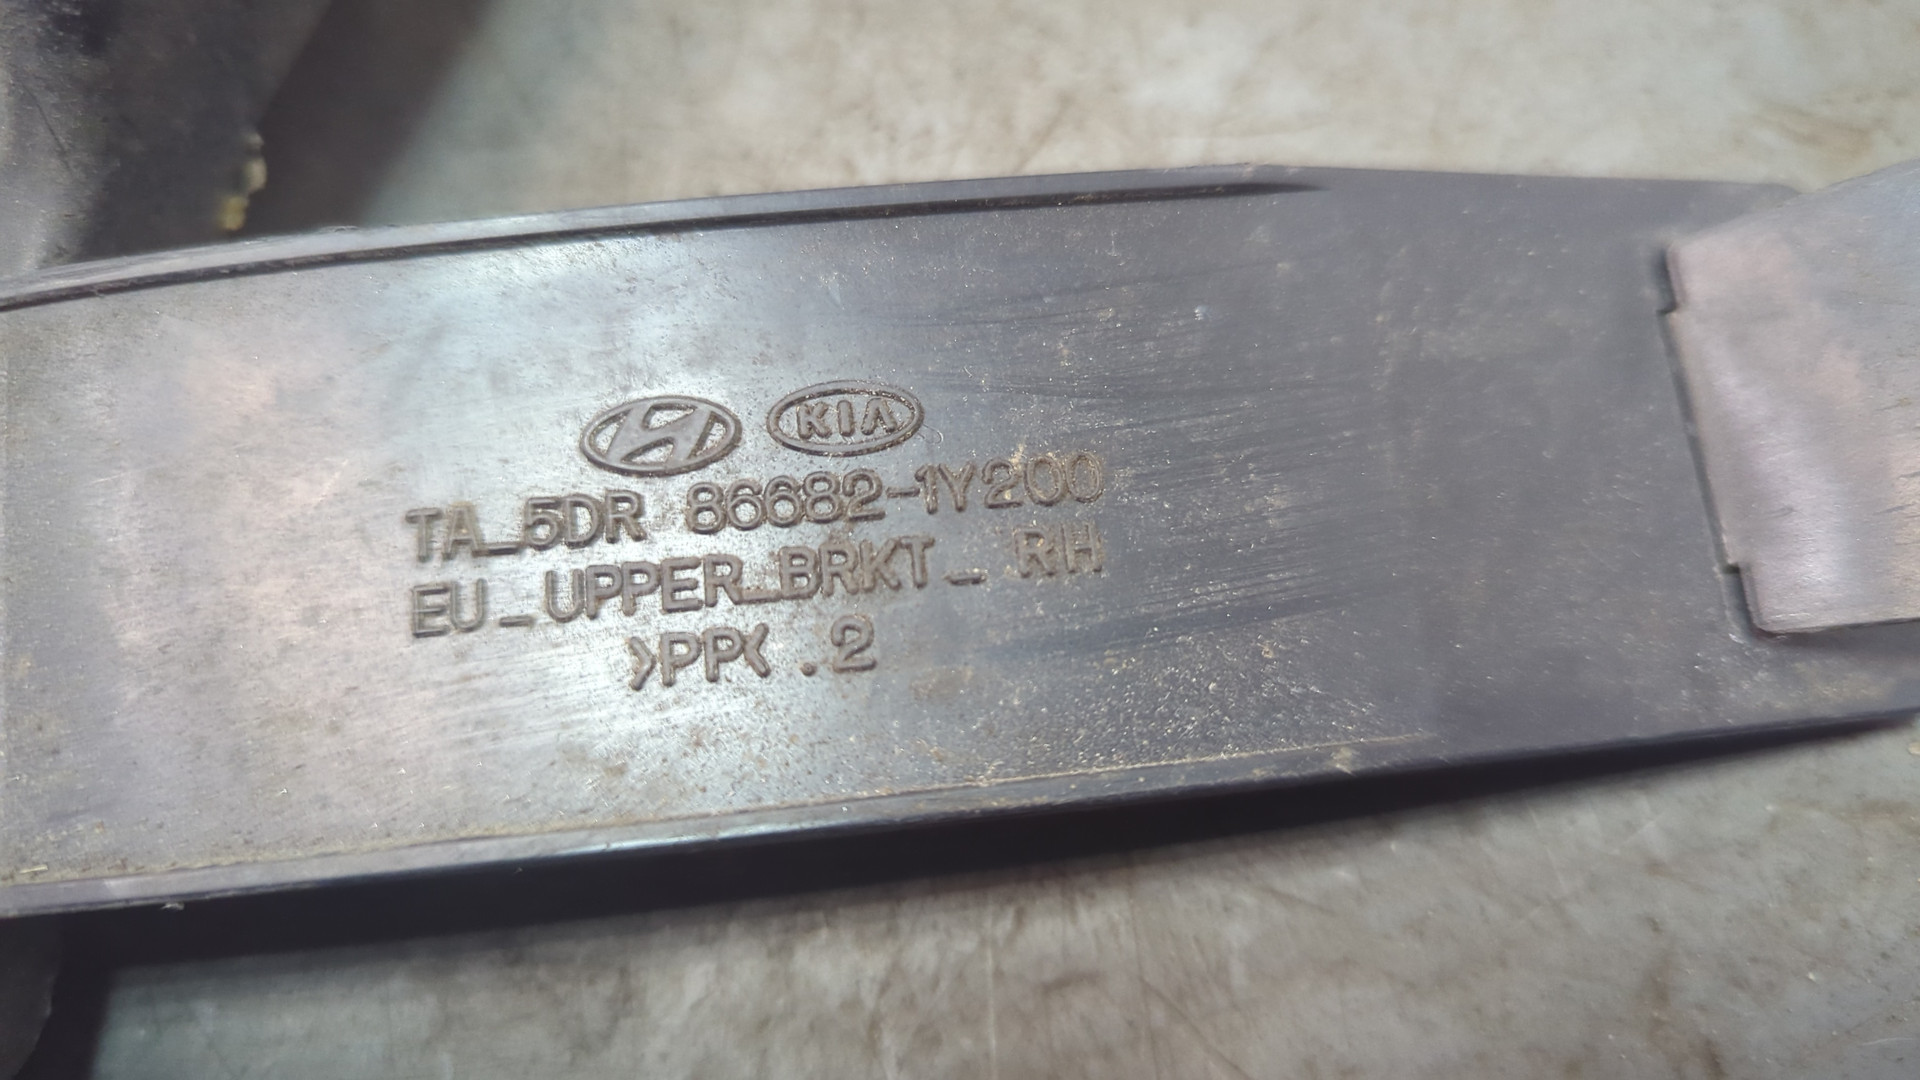 KIA
TA_5DR 86682-1Y200
EU_UPPER_BRKT_ RH
>PP< .2